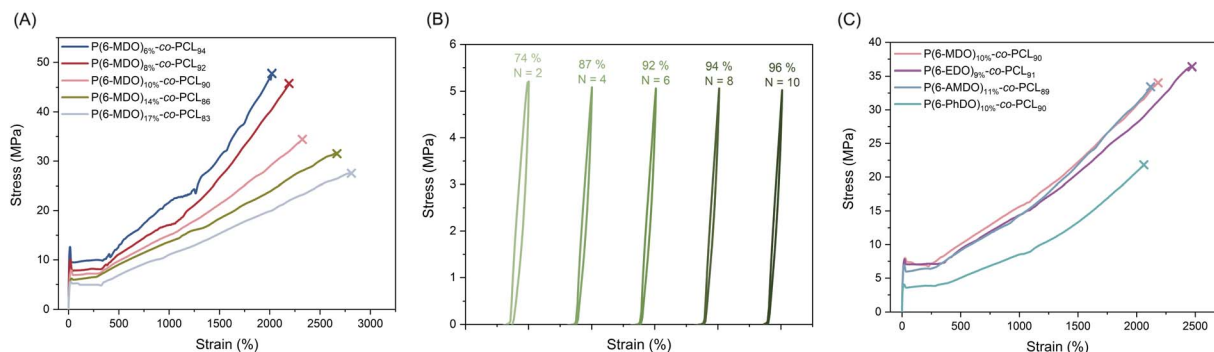 (A)
P(6-MDO)6%-co-PCL94
P(6-MDO)8%-co-PCL92
P(6-MDO)10%-co-PCL90
P(6-MDO)14%-co-PCL86
P(6-MDO)17%-co-PCL83
Stress (MPa)
50
40
30
20
10
0
0 500 1000 1500 2000 2500 3000
Strain (%)
(B)
Stress (MPa)
6
5
4
3
2
1
0
74 %
N = 2
87 %
N = 4
92 %
N = 6
94 %
N = 8
96 %
N = 10
Strain (%)
(C)
P(6-MDO)10%-co-PCL90
P(6-EDO)9%-co-PCL91
P(6-AMDO)11%-co-PCL89
P(6-PhDO)10%-co-PCL90
Stress (MPa)
40
35
30
25
20
15
10
5
0
0 500 1000 1500 2000 2500
Strain (%)